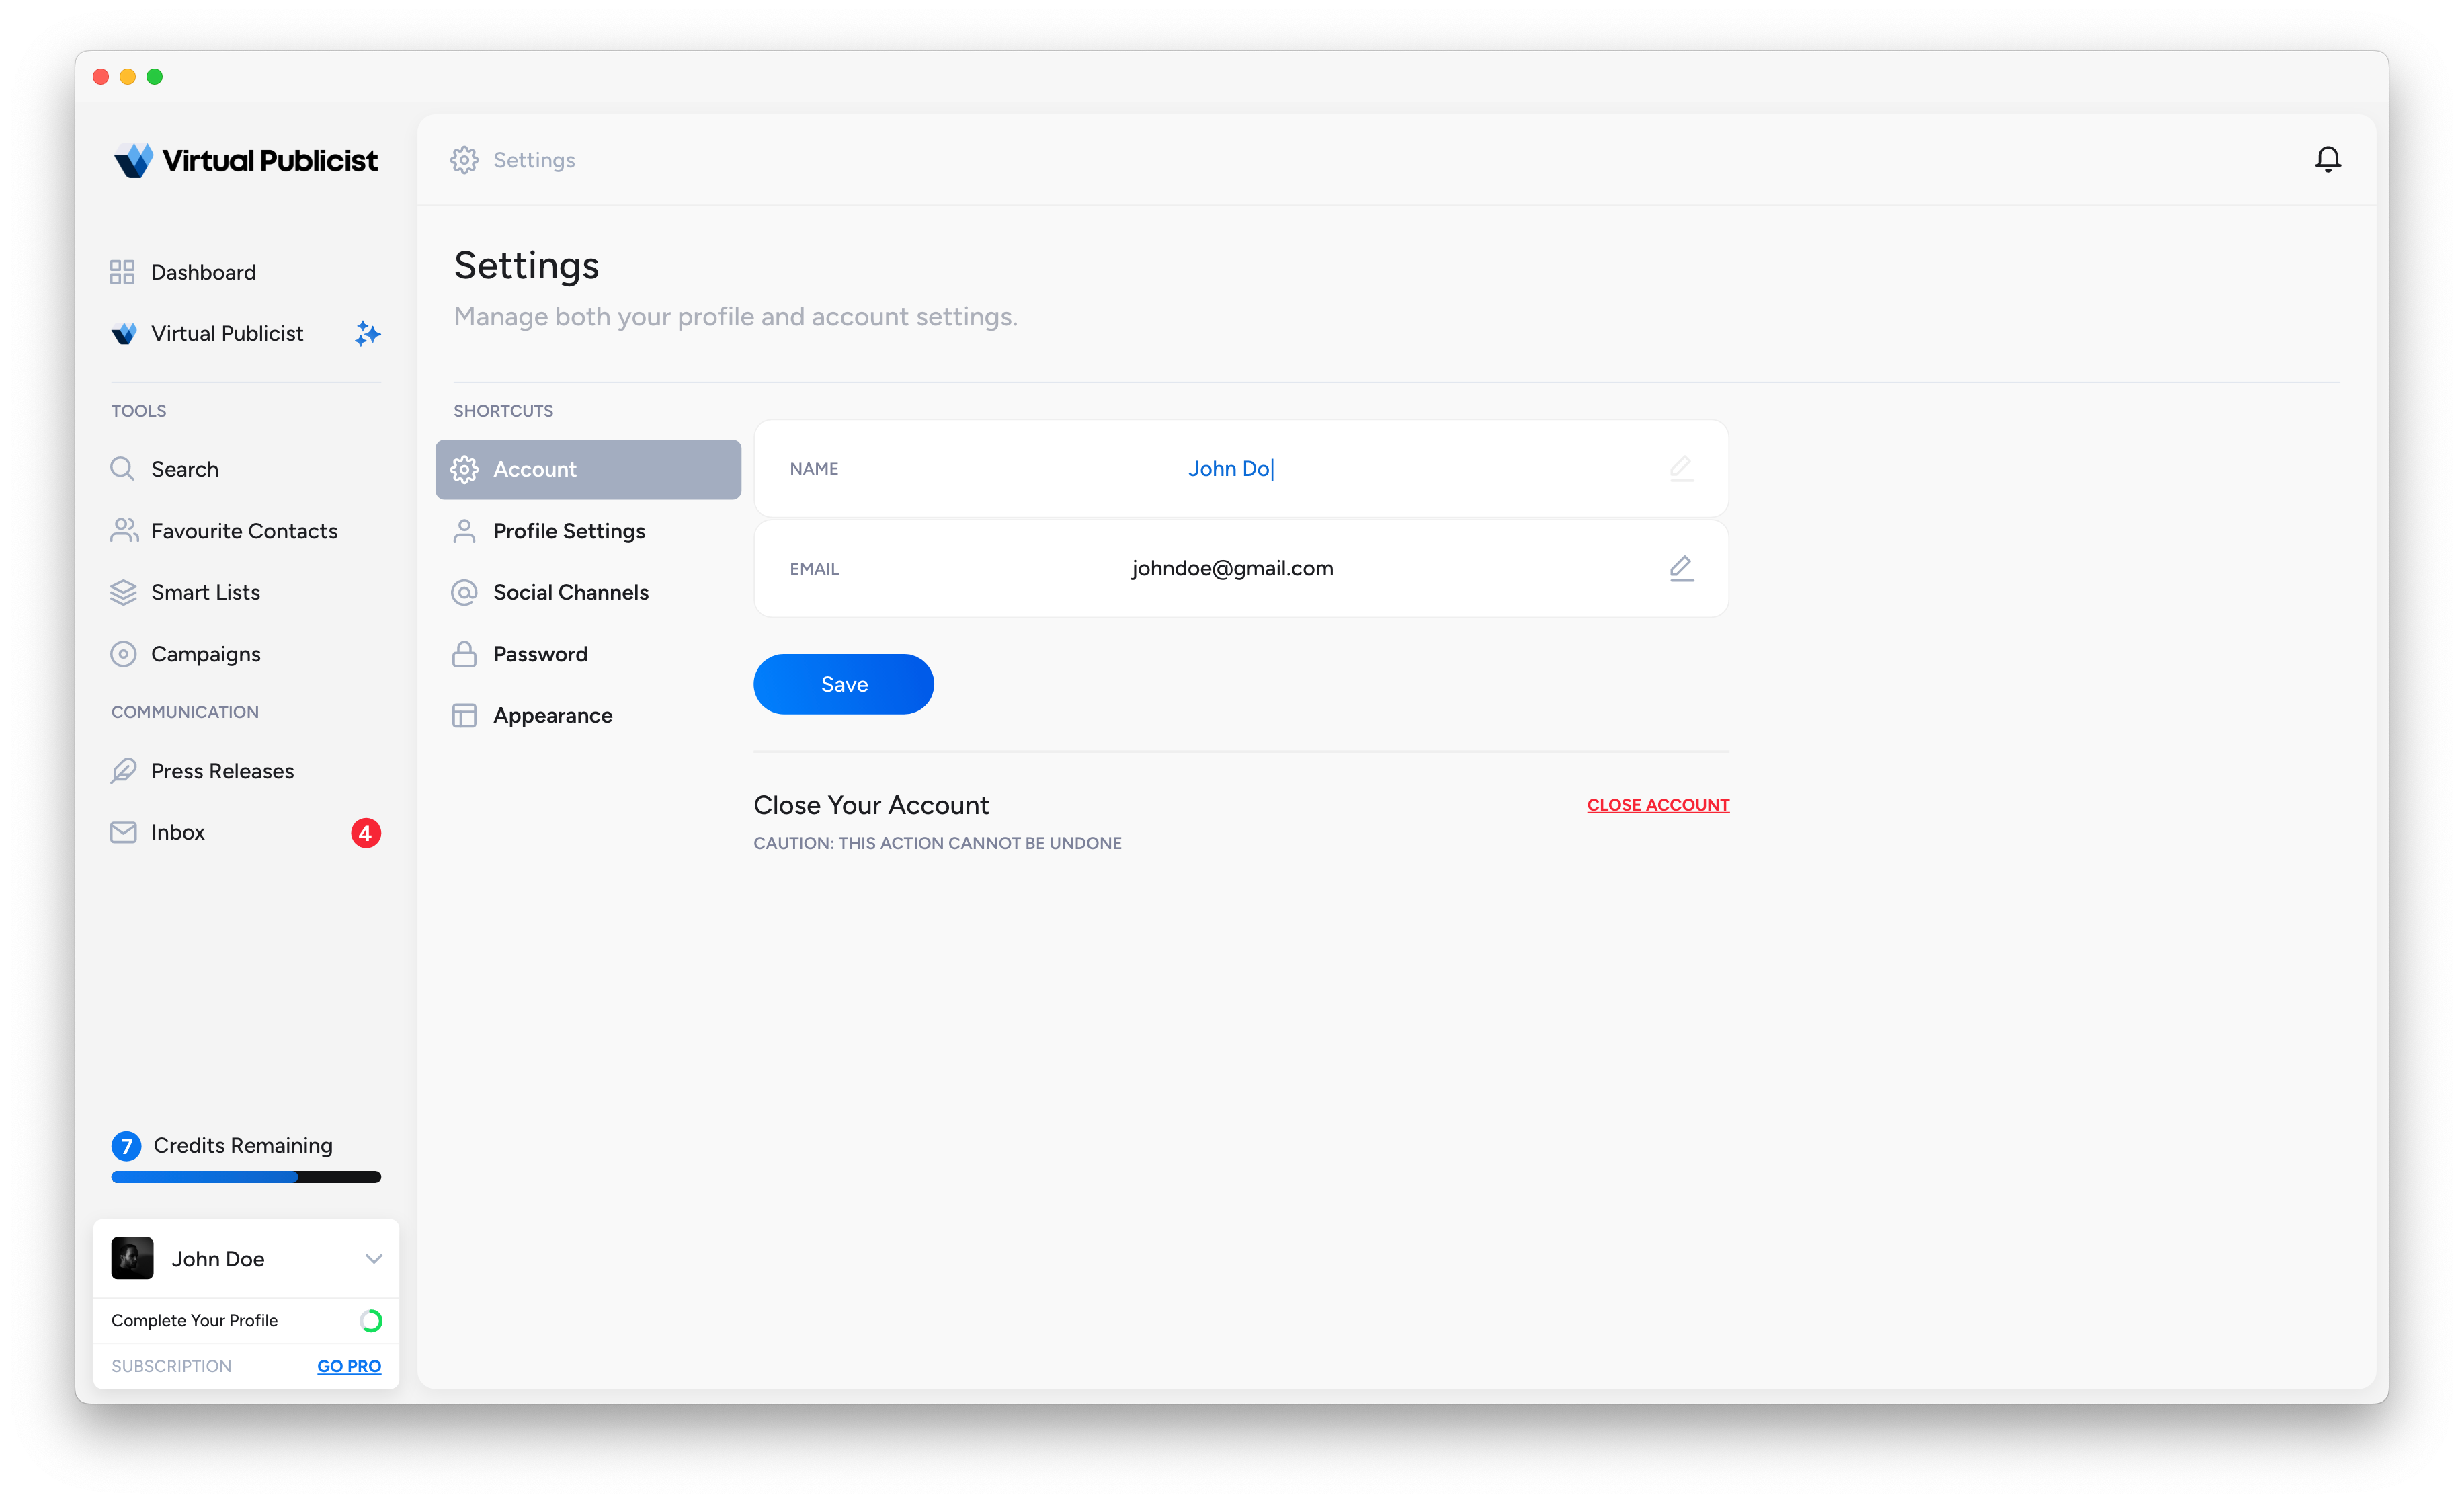 Virtual Publicist
Dashboard
Virtual Publicist
TOOLS
Search
Favourite Contacts
Smart Lists
Campaigns
COMMUNICATION
Press Releases
Inbox
4
7 Credits Remaining
John Doe
Complete Your Profile
SUBSCRIPTION GO PRO
Settings
Settings
Manage both your profile and account settings.
SHORTCUTS
Account
Profile Settings
Social Channels
Password
Appearance
NAME John Do
EMAIL johndoe@gmail.com
Save
Close Your Account CLOSE ACCOUNT
CAUTION: THIS ACTION CANNOT BE UNDONE